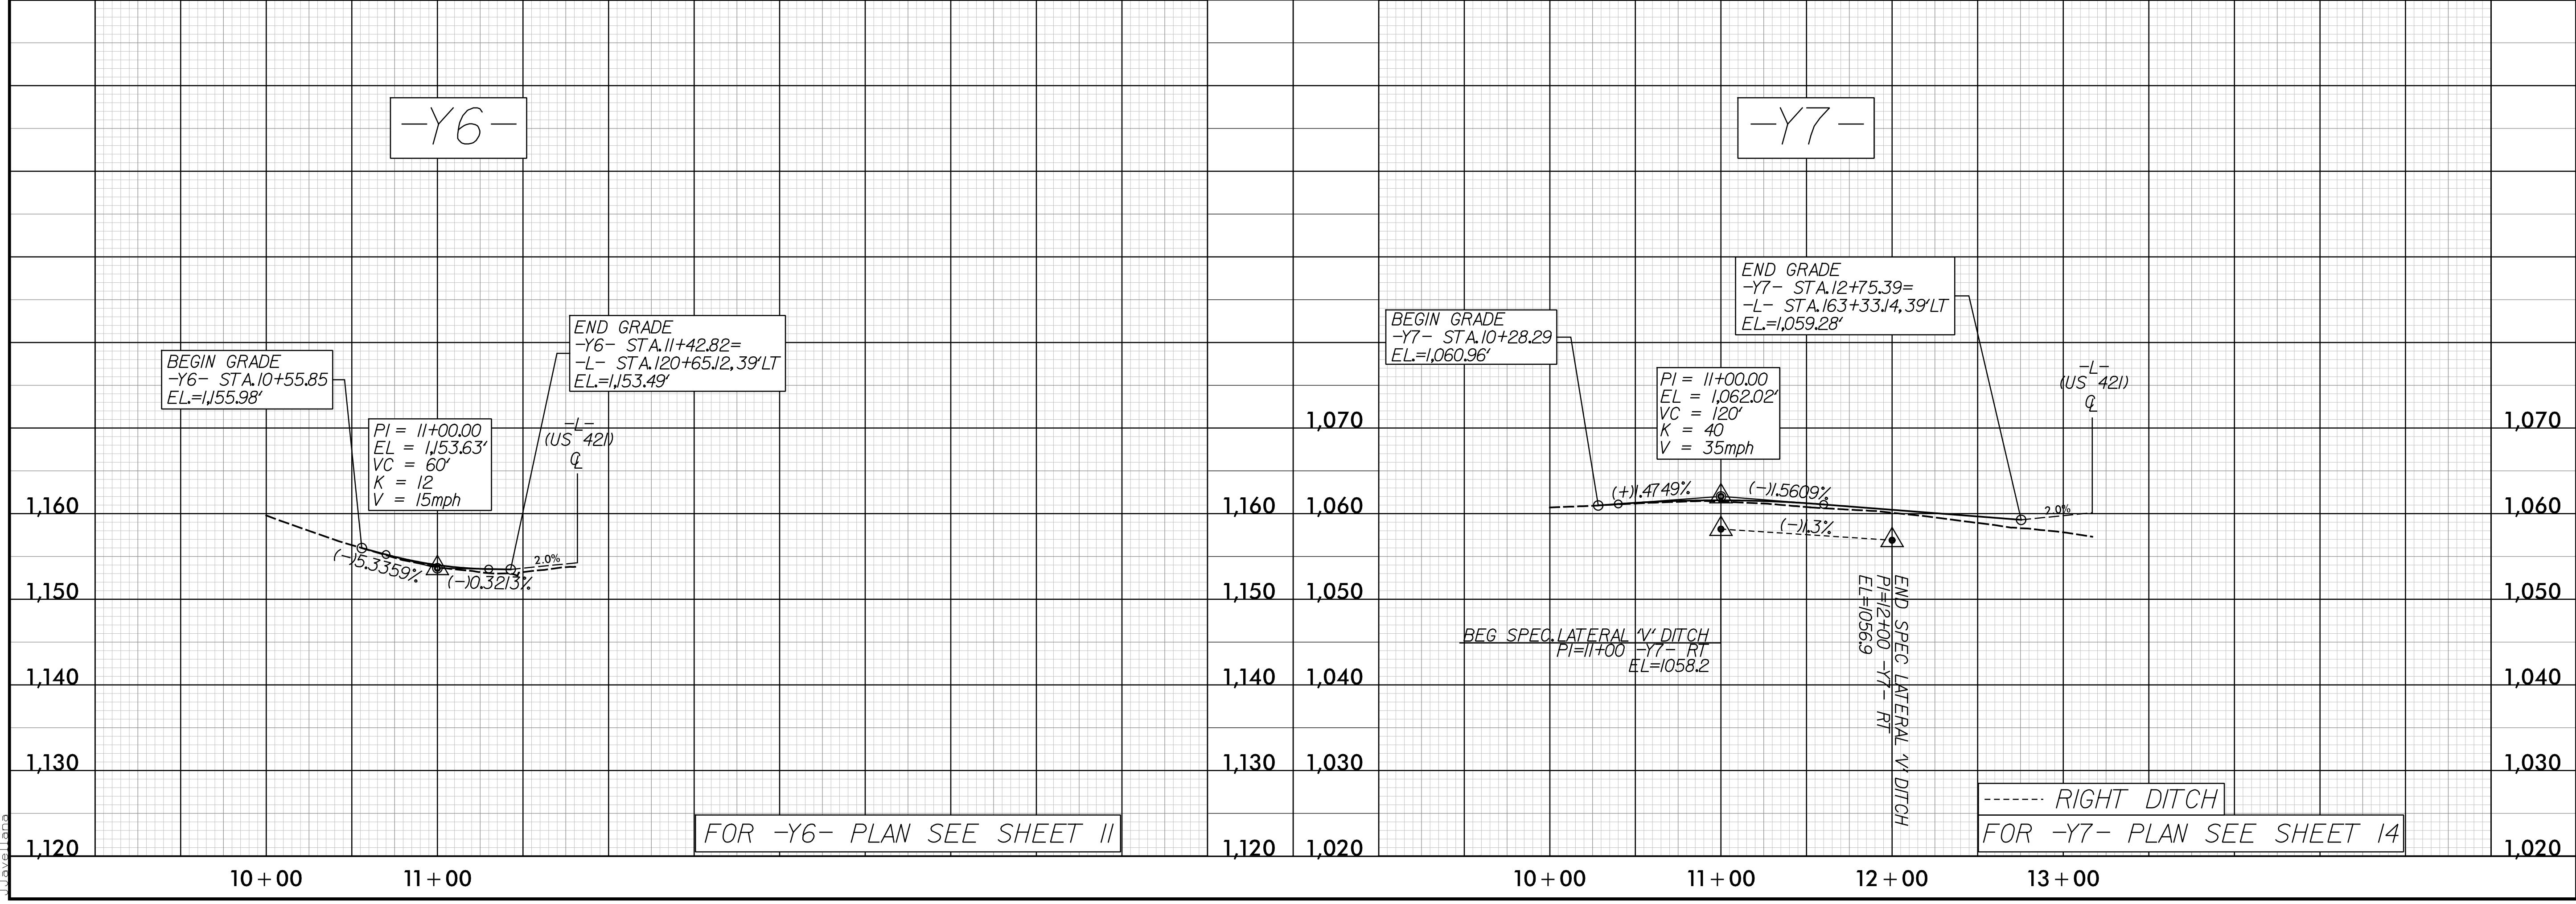 -Y6-
BEGIN GRADE
-Y6- STA.10+55.85
EL.=1,155.98'
PI = 11+00.00
EL = 1,153.63'
VC = 60'
K = 12
V = 15mph
END GRADE
-Y6- STA.11+42.82=
-L- STA.120+65.12, 39'LT
EL.=1,153.49'
-L-
(US 421)
℄
(-)5.3359%
(-)0.3213%
2.0%
1,160
1,150
1,140
1,130
1,120
1,160
1,150
1,140
1,130
1,120
10+00
11+00
FOR -Y6- PLAN SEE SHEET 11
-Y7-
BEGIN GRADE
-Y7- STA.10+28.29
EL.=1,060.96'
PI = 11+00.00
EL = 1,062.02'
VC = 120'
K = 40
V = 35mph
END GRADE
-Y7- STA.12+75.39=
-L- STA.163+33.14, 39'LT
EL.=1,059.28'
-L-
(US 421)
℄
(+)1.4749%
(-)1.5609%
2.0%
(-)1.3%
BEG SPEC. LATERAL 'V' DITCH
PI=11+00 -Y7- RT
EL=1058.2
END SPEC LATERAL 'V' DITCH
PI=12+00 -Y7- RT
EL=1056.9
1,070
1,060
1,050
1,040
1,030
1,020
1,070
1,060
1,050
1,040
1,030
1,020
10+00
11+00
12+00
13+00
RIGHT DITCH
FOR -Y7- PLAN SEE SHEET 14
JJavellana